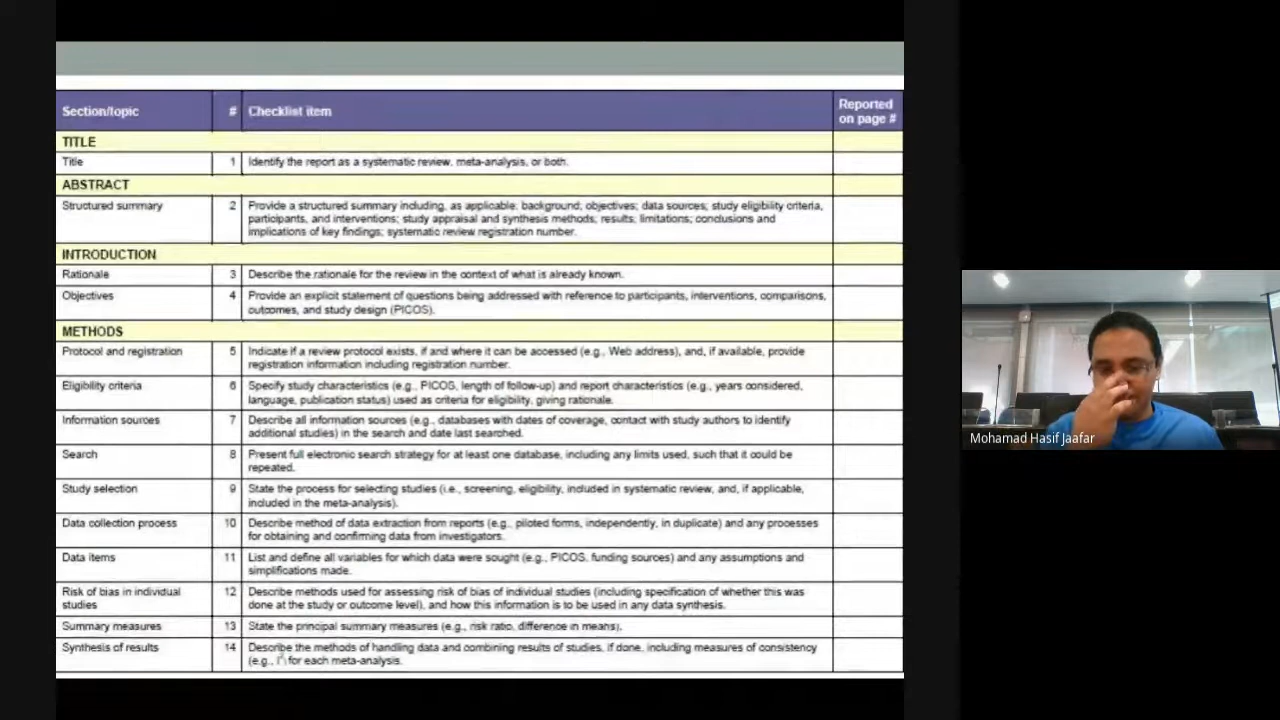 Section/topic
#
Checklist item
Reported
on page #
TITLE
Title
1
Identify the report as a systematic review, meta-analysis, or both.
ABSTRACT
Structured summary
2
Provide a structured summary including, as applicable: background; objectives; data sources; study eligibility criteria,
participants, and interventions; study appraisal and synthesis methods; results; limitations; conclusions and
implications of key findings; systematic review registration number.
INTRODUCTION
Rationale
3
Describe the rationale for the review in the context of what is already known.
Objectives
4
Provide an explicit statement of questions being addressed with reference to participants, interventions, comparisons,
outcomes, and study design (PICOS).
METHODS
Protocol and registration
5
Indicate if a review protocol exists, if and where it can be accessed (e.g., Web address), and, if available, provide
registration information including registration number.
Eligibility criteria
6
Specify study characteristics (e.g., PICOS, length of follow-up) and report characteristics (e.g., years considered,
language, publication status) used as criteria for eligibility, giving rationale.
Information sources
7
Describe all information sources (e.g., databases with dates of coverage, contact with study authors to identify
additional studies) in the search and date last searched.
Search
8
Present full electronic search strategy for at least one database, including any limits used, such that it could be
repeated.
Study selection
9
State the process for selecting studies (i.e., screening, eligibility, included in systematic review, and, if applicable,
included in the meta-analysis).
Data collection process
10
Describe method of data extraction from reports (e.g., piloted forms, independently, in duplicate) and any processes
for obtaining and confirming data from investigators.
Data items
11
List and define all variables for which data were sought (e.g., PICOS, funding sources) and any assumptions and
simplifications made.
Risk of bias in individual
studies
12
Describe methods used for assessing risk of bias of individual studies (including specification of whether this was
done at the study or outcome level), and how this information is to be used in any data synthesis.
Summary measures
13
State the principal summary measures (e.g., risk ratio, difference in means).
Synthesis of results
14
Describe the methods of handling data and combining results of studies, if done, including measures of consistency
(e.g., I²) for each meta-analysis.
Mohamad Hasif Jaafar